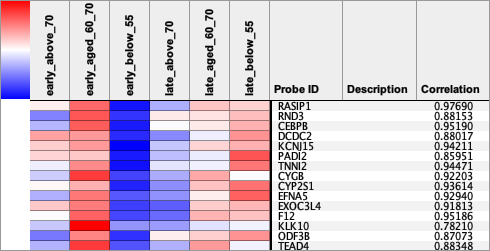 early_above_70
early_aged_60_70
early_below_55
late_above_70
late_aged_60_70
late_below_55
Probe ID Description Correlation
RASIP1 0.97690
RND3 0.88153
CEBPB 0.95190
DCDC2 0.88017
KCNJ15 0.94211
PADI2 0.85951
TNNI2 0.94471
CYGB 0.92203
CYP2S1 0.93614
EFNA5 0.92940
EXOC3L4 0.91813
F12 0.95186
KLK10 0.78210
ODF3B 0.87073
TEAD4 0.88348